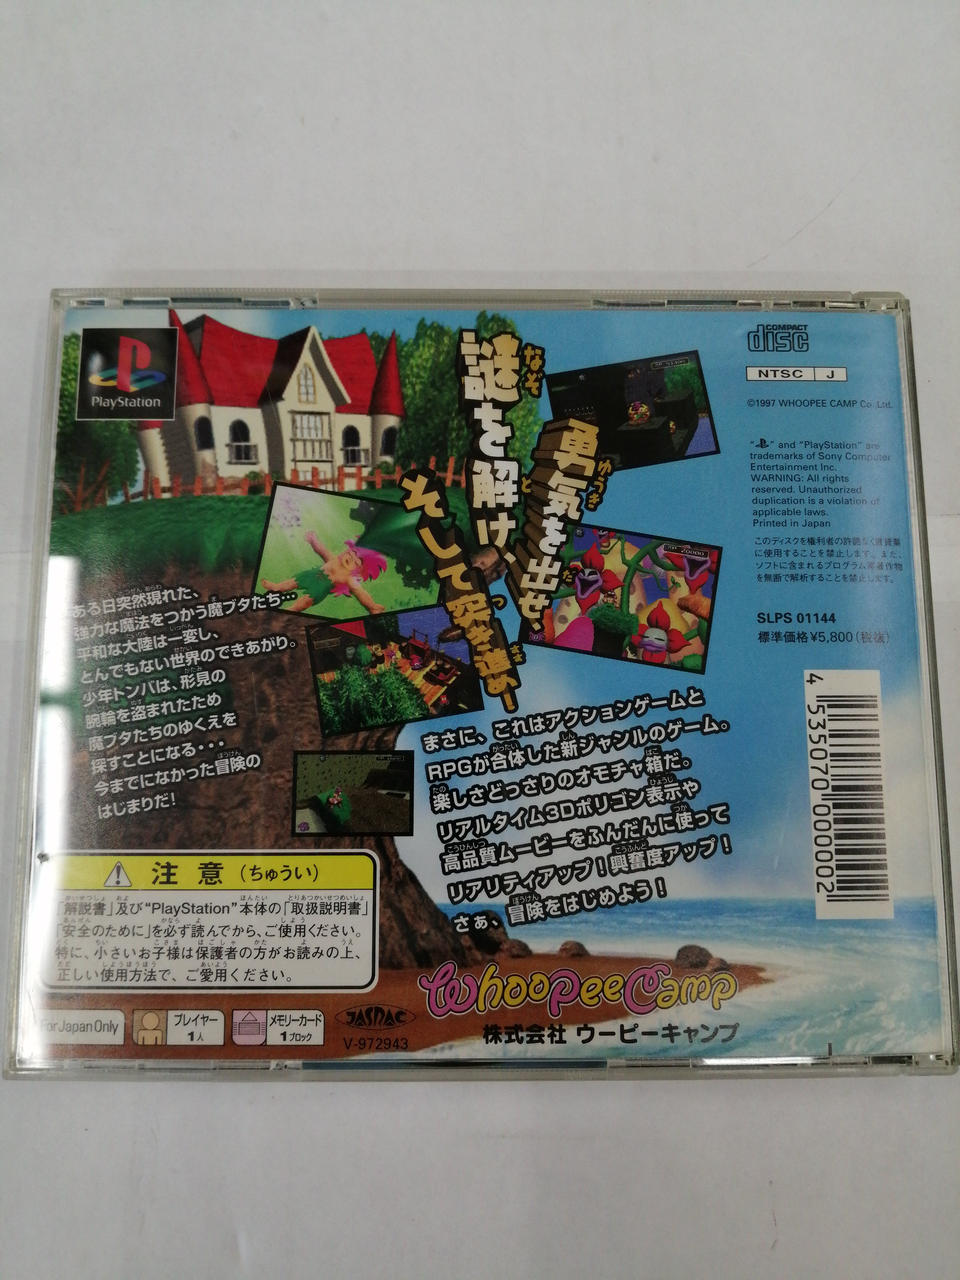 PlayStation
謎を解け、
なぞ
と
勇気を出せ、
ゆうき
だ
そして突き進め!
つ
すす
COMPACT
disc
NTSC J
©1997 WHOOPEE CAMP Co.,Ltd.
" " and "PlayStation" are
trademarks of Sony Computer
Entertainment Inc.
WARNING: All rights
reserved. Unauthorized
duplication is a violation of
applicable laws.
Printed in Japan
このディスクを権利者の許諾なく賃貸業
に使用することを禁止します。また、
ソフトに含まれるプログラム等著作物
を無断で解析することを禁止します。
SLPS 01144
標準価格¥5,800(税抜)
4 535070 000002
ある日突然現れた、
強力な魔法をつかう魔ブタたち…
平和な大陸は一変し、
とんでもない世界のできあがり。
少年トンバは、形見の
腕輪を盗まれたため
魔ブタたちのゆくえを
探すことになる・・・
今までになかった冒険の
はじまりだ!
まさに、これはアクションゲームと
RPGが合体した新ジャンルのゲーム。
楽しさどっさりのオモチャ箱だ。
リアルタイム3Dポリゴン表示や
高品質ムービーをふんだんに使って
リアリティアップ!興奮度アップ!
さぁ、冒険をはじめよう!
注意(ちゅうい)
「解説書」及び"PlayStation"本体の「取扱説明書」
「安全のために」を必ず読んでから、ご使用ください。
特に、小さいお子様は保護者の方がお読みの上、
正しい使用方法で、ご愛用ください。
For Japan Only
プレイヤー
1人
メモリーカード
1ブロック
JASRAC
V-972943
Whoopee Camp
株式会社 ウーピーキャンプ